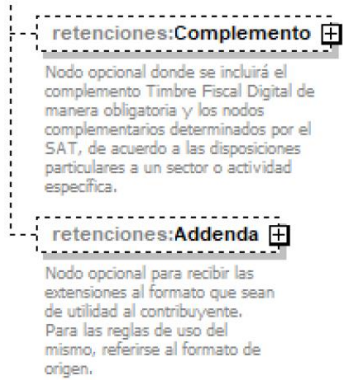 retenciones:Complemento
Nodo opcional donde se incluirá el
complemento Timbre Fiscal Digital de
manera obligatoria y los nodos
complementarios determinados por el
SAT, de acuerdo a las disposiciones
particulares a un sector o actividad
específica.
retenciones:Addenda
Nodo opcional para recibir las
extensiones al formato que sean
de utilidad al contribuyente.
Para las reglas de uso del
mismo, referirse al formato de
origen.